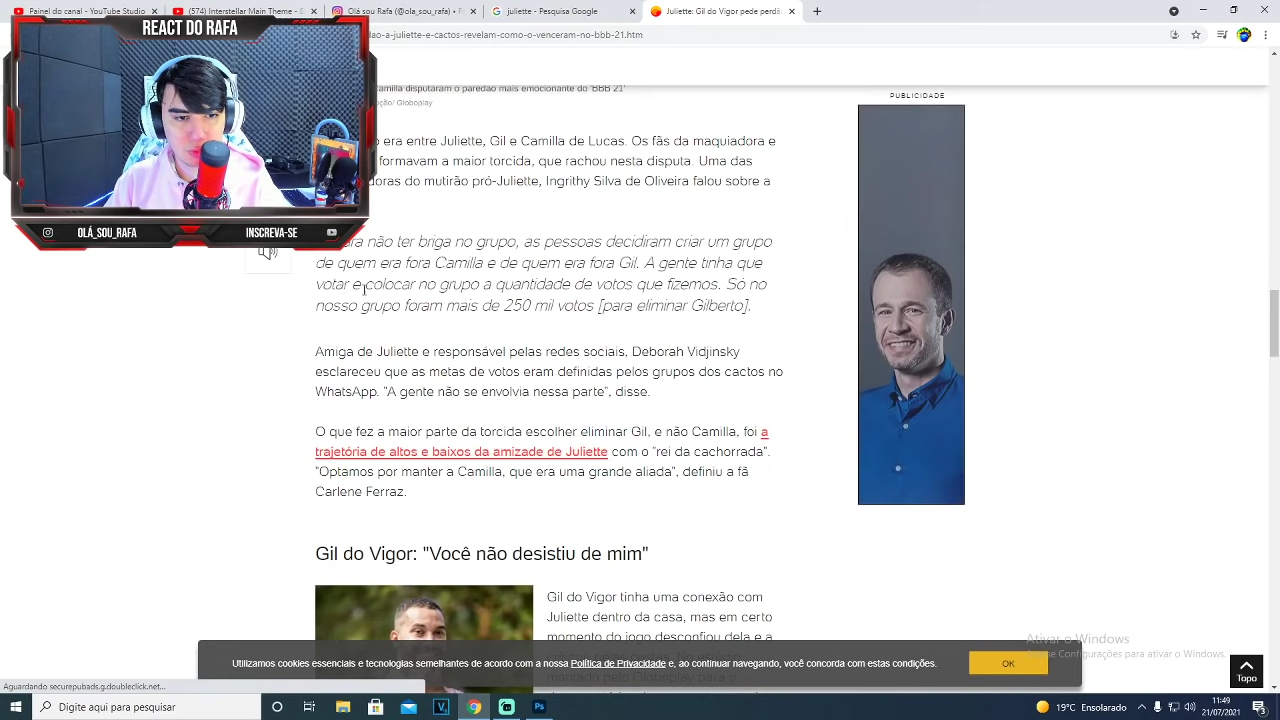 Painel do canal - YouTube Studio
(574) Interstellar Main Theme - E
Olá sou Rafa (@ola_sou_rafa) • F
juliette - Pesquisa Google
Juliette: Gil do Vigor pede perdã
REACT DO RAFA
dao-a-juliette-e-cactos-revelam-como-o-venceram-no-bbb-21.htm
amilla disputaram o paredão mais emocionante do 'BBB 21'
ção/ Globoplay
PUBLICIDADE
o era entre Juliette, Gil e Camilla de Lucas. Os fãs da maquiadora e
formavam a maior torcida, que rachou nesta disputa. Uma das
doras do mutirão pró-Juliette, Ingrithy Silva de Oliveira falou sobre a
OLÁ_SOU_RAFA
INSCREVA-SE
ara não ter briga no grupo, as pessoas decidiram criar um grupo
de quem era fora Camilla e de quem era fora Gil. A gente tinha que
votar e colocar no grupo a quantidade de votos que fizemos. Só no
nosso grupo foram mais de 250 mil votos [para eliminar Gilberto].
Amiga de Juliette e responsável pelas redes sociais, Deborah Vidjinsky
esclareceu que as metas de votos eram definidas pelos grupos dos cactos no
WhatsApp. "A gente não se envolvia nessa parte", disse.
O que fez a maior parte da torcida escolher eliminar Gil, e não Camilla, foi a
trajetória de altos e baixos da amizade de Juliette com o "rei da cachorrada".
"Optamos por manter a Camilla, que era uma grande aliada", definiu a fã
Carlene Ferraz.
Gil do Vigor: "Você não desistiu de mim"
Gil do Vigor tinha uma conexão com
Juliette dentro da casa, mas em certo
momento do jogo desconfiou dela e a
montado pelo Globoplay para o
Utilizamos cookies essenciais e tecnologias semelhantes de acordo com a nossa Política de Privacidade e, ao continuar navegando, você concorda com estas condições.
OK
Ativar o Windows
se Configurações para ativar o Windows.
Topo
Aguardando securepubads.g.doubleclick.net...
Digite aqui para pesquisar
19°C Ensolarado
11:49
21/07/2021